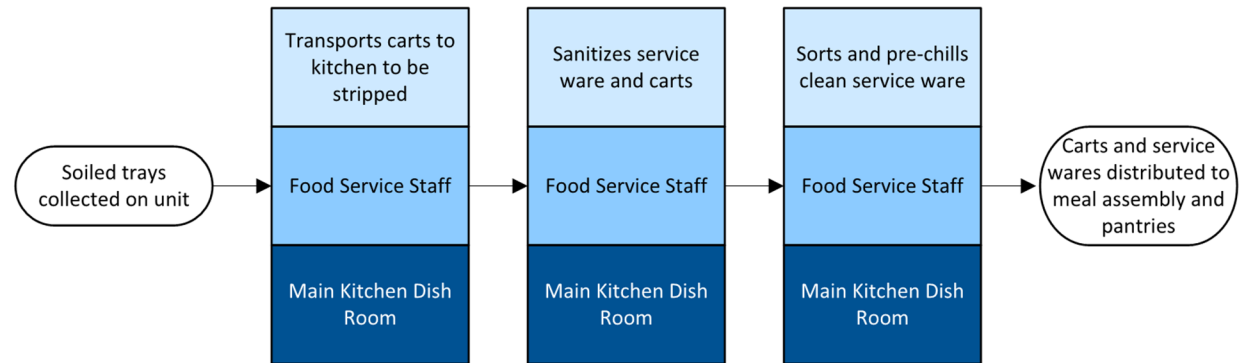 Soiled trays
collected on unit
Transports carts to
kitchen to be
stripped
Food Service Staff
Main Kitchen Dish
Room
Sanitizes service
ware and carts
Food Service Staff
Main Kitchen Dish
Room
Sorts and pre-chills
clean service ware
Food Service Staff
Main Kitchen Dish
Room
Carts and service
wares distributed to
meal assembly and
pantries